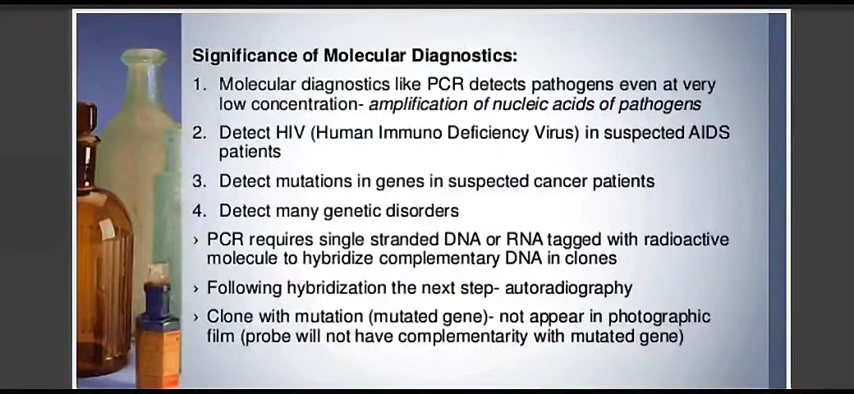 Significance of Molecular Diagnostics:
1. Molecular diagnostics like PCR detects pathogens even at very
low concentration- amplification of nucleic acids of pathogens
2. Detect HIV (Human Immuno Deficiency Virus) in suspected AIDS
patients
3. Detect mutations in genes in suspected cancer patients
4. Detect many genetic disorders
› PCR requires single stranded DNA or RNA tagged with radioactive
molecule to hybridize complementary DNA in clones
› Following hybridization the next step- autoradiography
› Clone with mutation (mutated gene)- not appear in photographic
film (probe will not have complementarity with mutated gene)